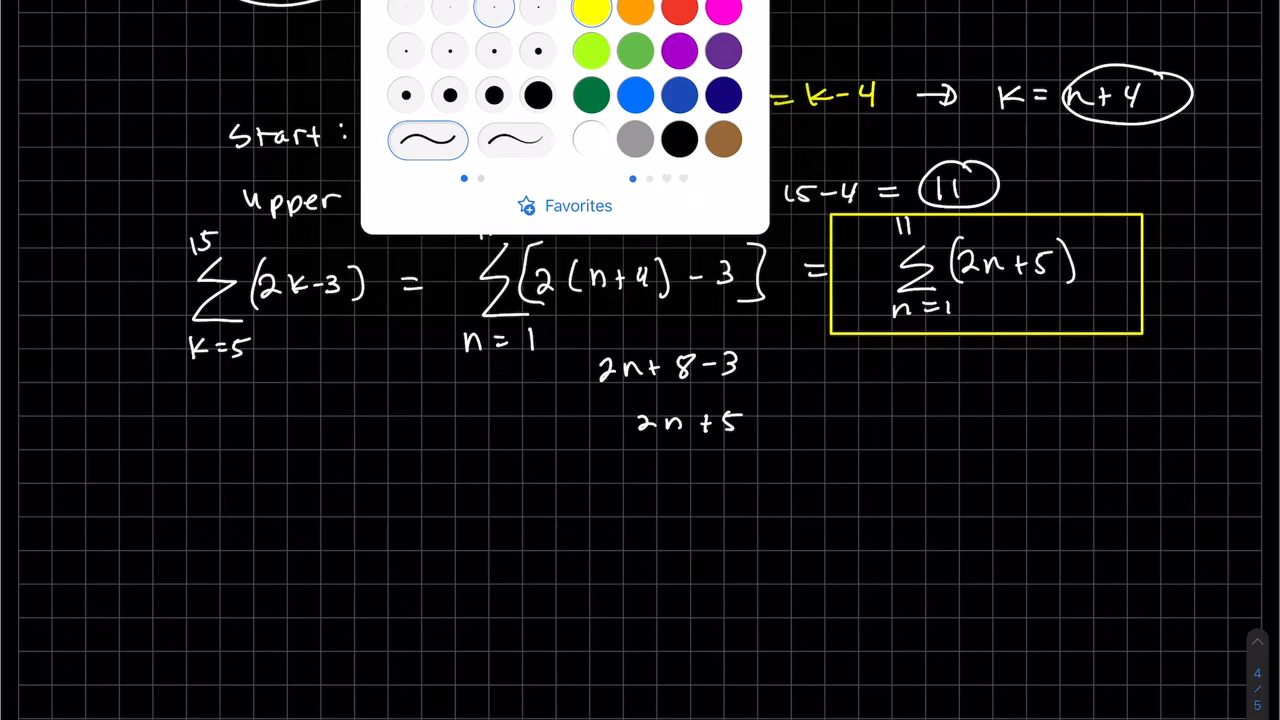 = k-4 → k = n+4
Start:
upper
15-4 = 11
15
∑ (2k-3) = ∑ [2(n+4)-3] = ∑ (2n+5)
k=5 n=1 n=1
11
2n+8-3
2n+5
Favorites
4
/
5